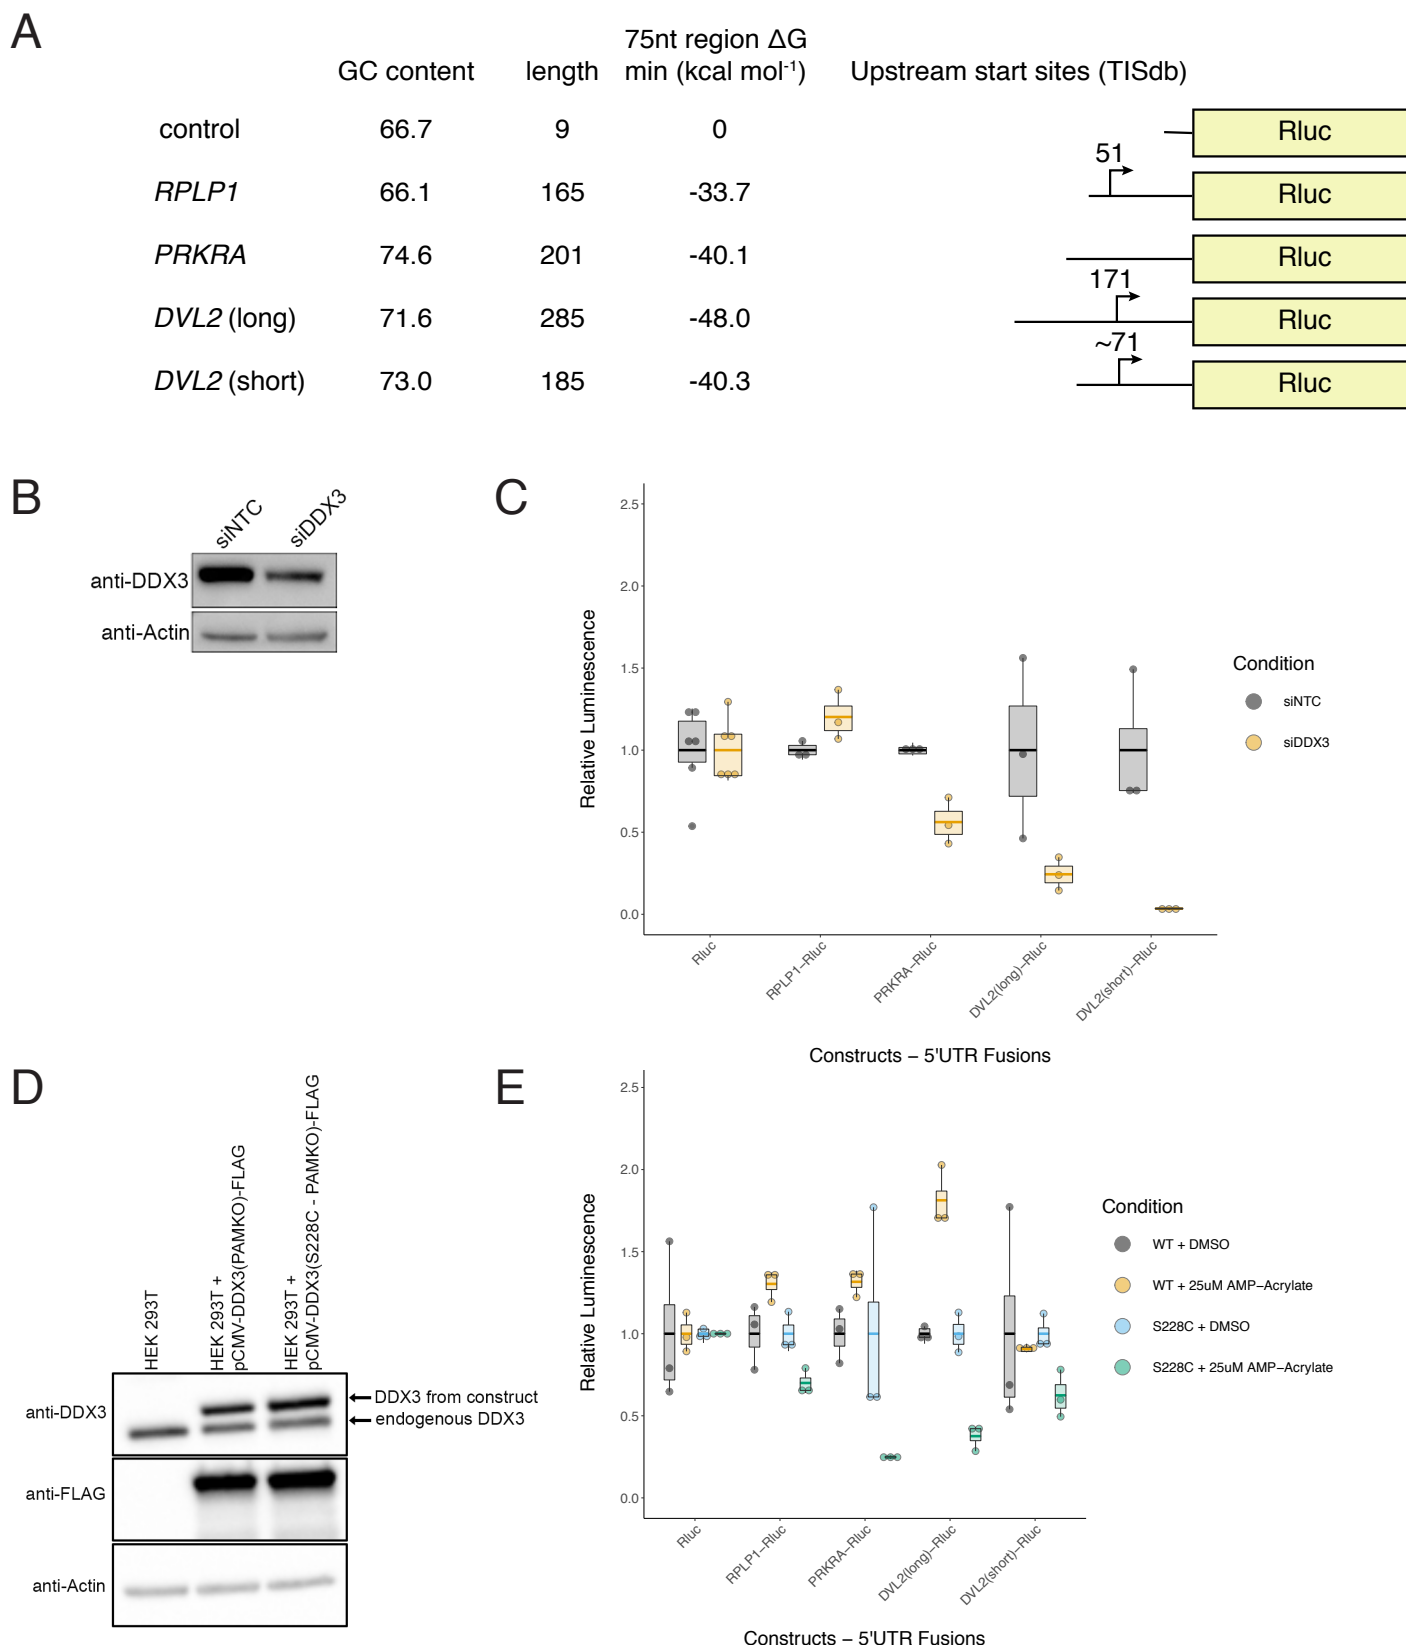 A
75nt region ΔG
GC content length min (kcal mol-1) Upstream start sites (TISdb)
control 66.7 9 0 Rluc
51
RPLP1 66.1 165 -33.7 Rluc
PRKRA 74.6 201 -40.1 Rluc
171
DVL2 (long) 71.6 285 -48.0 Rluc
~71
DVL2 (short) 73.0 185 -40.3 Rluc
B
siNTC siDDX3
anti-DDX3
anti-Actin
C
Relative Luminescence
2.5
2.0
1.5
1.0
0.5
0.0
Rluc
RPLP1–Rluc
PRKRA–Rluc
DVL2(long)–Rluc
DVL2(short)–Rluc
Constructs – 5'UTR Fusions
Condition
siNTC
siDDX3
D
HEK 293T
HEK 293T +
pCMV-DDX3(PAMKO)-FLAG
HEK 293T +
pCMV-DDX3(S228C - PAMKO)-FLAG
anti-DDX3
DDX3 from construct
endogenous DDX3
anti-FLAG
anti-Actin
E
Relative Luminescence
2.5
2.0
1.5
1.0
0.5
0.0
Rluc
RPLP1–Rluc
PRKRA–Rluc
DVL2(long)–Rluc
DVL2(short)–Rluc
Constructs – 5'UTR Fusions
Condition
WT + DMSO
WT + 25uM AMP–Acrylate
S228C + DMSO
S228C + 25uM AMP–Acrylate